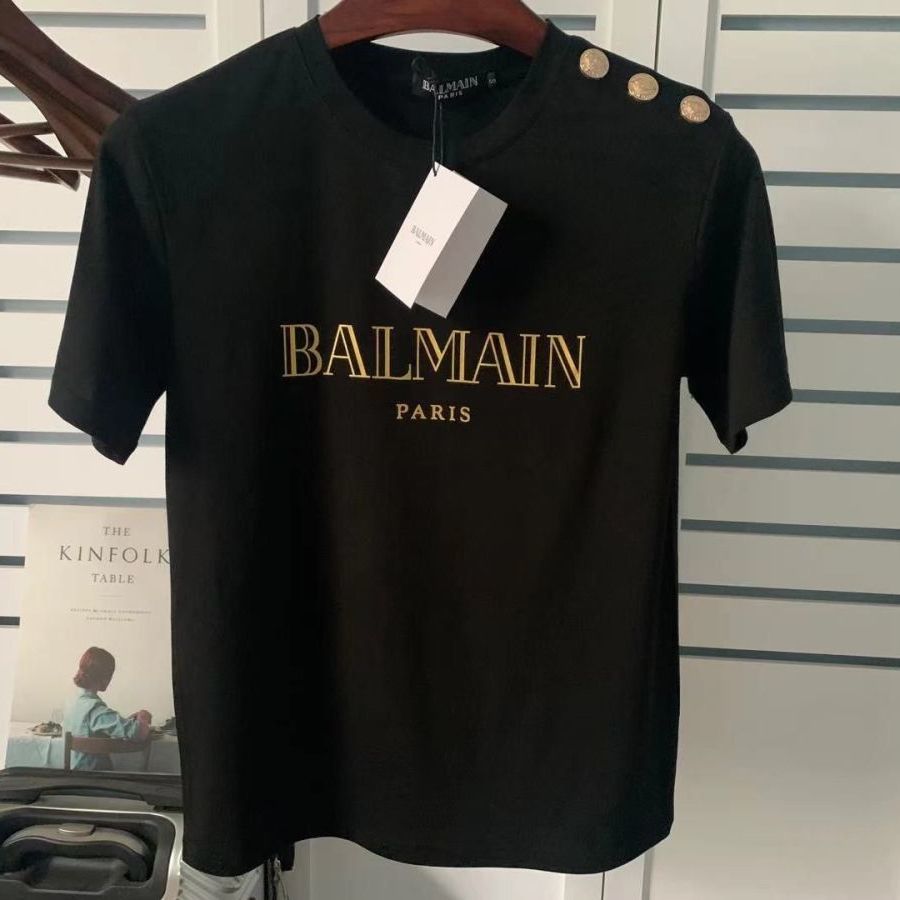 BALMAIN
PARIS
BALMAIN
BALMAIN
PARIS
THE
KINFOLK
TABLE